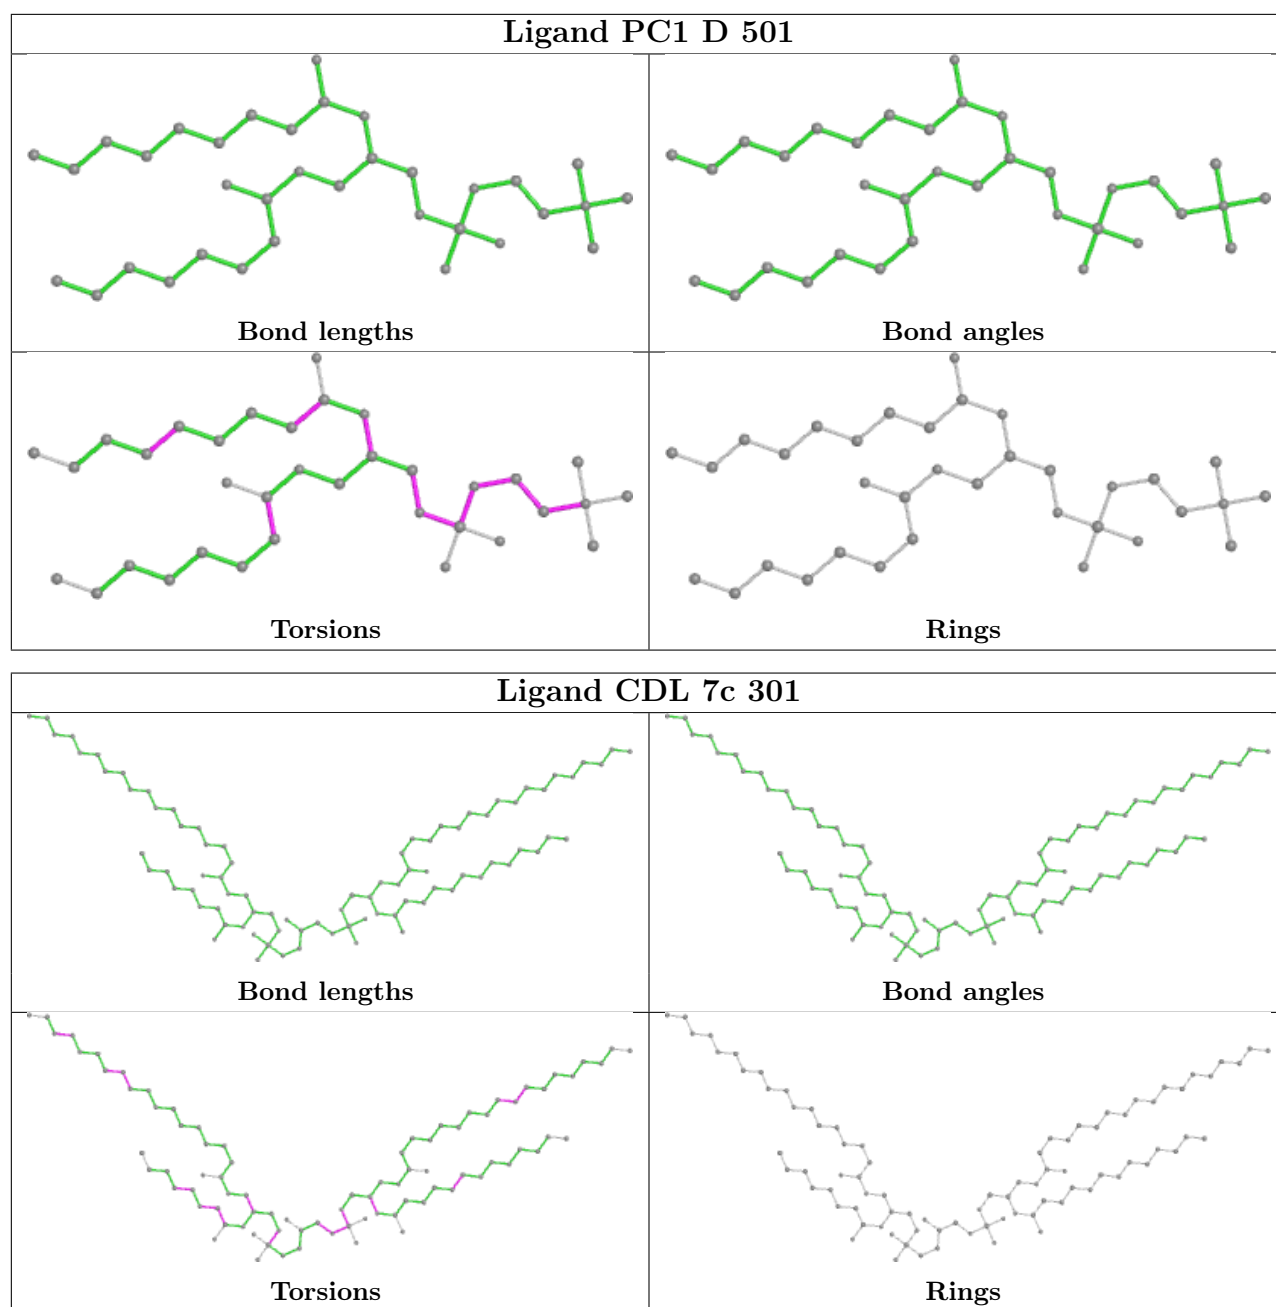 Ligand PC1 D 501
Bond lengths
Bond angles
Torsions
Rings
Ligand CDL 7c 301
Bond lengths
Bond angles
Torsions
Rings